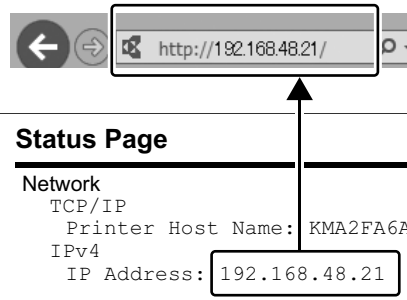 http://192.168.48.21/
Status Page
Network
TCP/IP
Printer Host Name: KMA2FA6A
IPv4
IP Address: 192.168.48.21